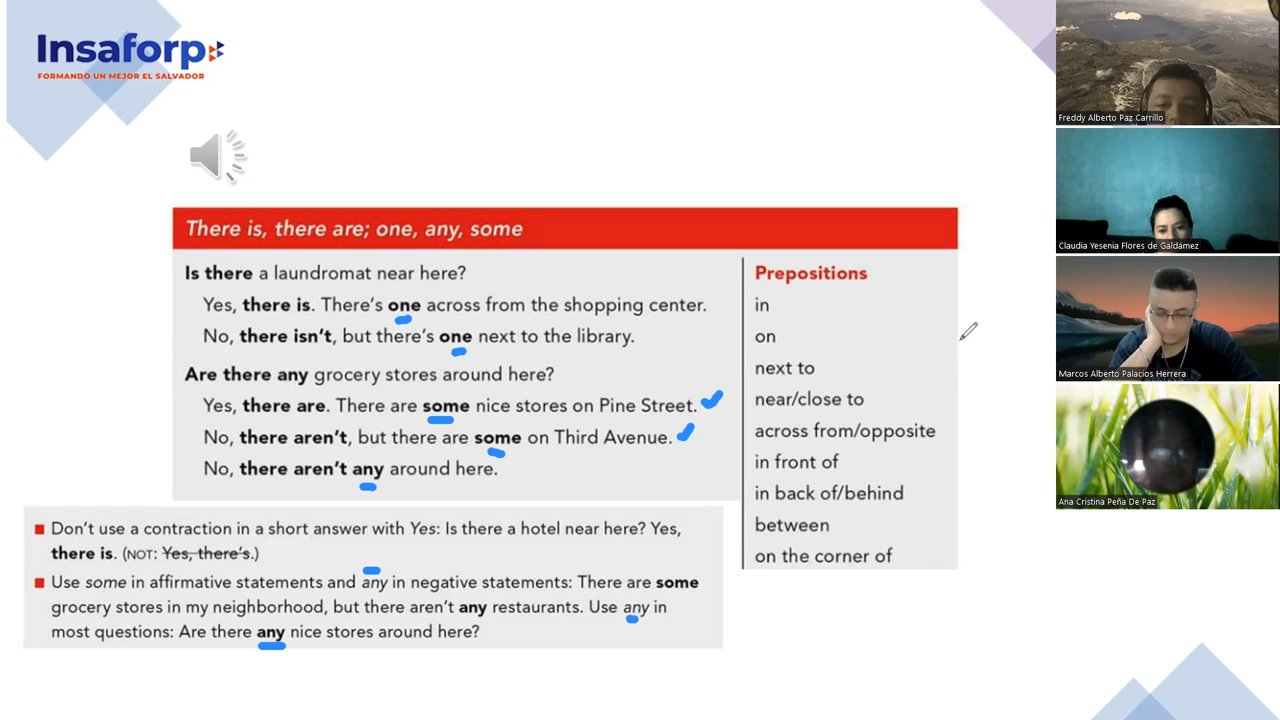 Insaforp
FORMANDO UN MEJOR EL SALVADOR
There is, there are; one, any, some
Is there a laundromat near here?
Yes, there is. There's one across from the shopping center.
No, there isn't, but there's one next to the library.
Are there any grocery stores around here?
Yes, there are. There are some nice stores on Pine Street.
No, there aren't, but there are some on Third Avenue.
No, there aren't any around here.
Prepositions
in
on
next to
near/close to
across from/opposite
in front of
in back of/behind
between
on the corner of
Don't use a contraction in a short answer with Yes: Is there a hotel near here? Yes,
there is. (NOT: Yes, there's.)
Use some in affirmative statements and any in negative statements: There are some
grocery stores in my neighborhood, but there aren't any restaurants. Use any in
most questions: Are there any nice stores around here?
Freddy Alberto Paz Carrillo
Claudia Yesenia Flores de Galdámez
Marcos Alberto Palacios Herrera
Ana Cristina Peña De Paz